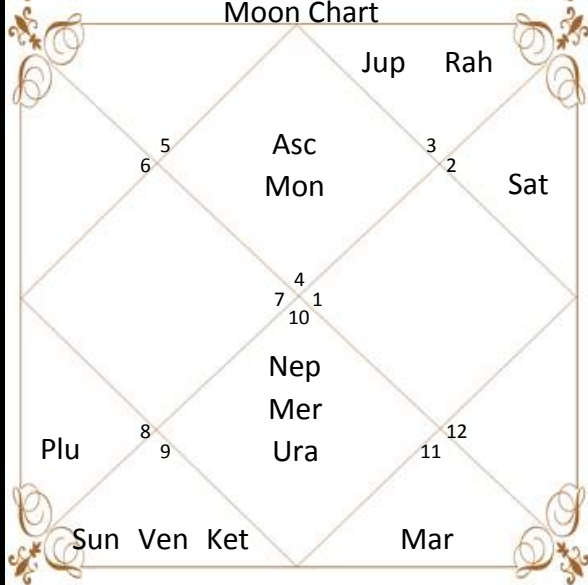 Moon Chart
Jup Rah
5 Asc 3
6 Mon 2 Sat
4
7 1
10
Nep
Mer
8 Ura 12
Plu 9 11
Sun Ven Ket Mar